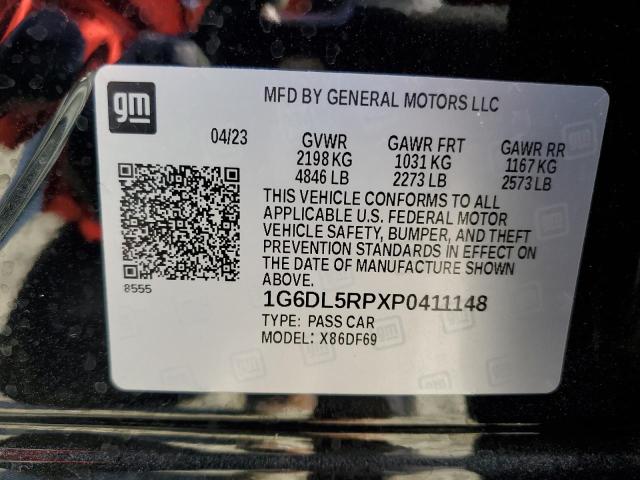 gm
MFD BY GENERAL MOTORS LLC
04/23 GVWR GAWR FRT GAWR RR
2198 KG 1031 KG 1167 KG
4846 LB 2273 LB 2573 LB
THIS VEHICLE CONFORMS TO ALL
APPLICABLE U.S. FEDERAL MOTOR
VEHICLE SAFETY, BUMPER, AND THEFT
PREVENTION STANDARDS IN EFFECT ON
THE DATE OF MANUFACTURE SHOWN
ABOVE.
8555
1G6DL5RPXP0411148
TYPE: PASS CAR
MODEL: X86DF69